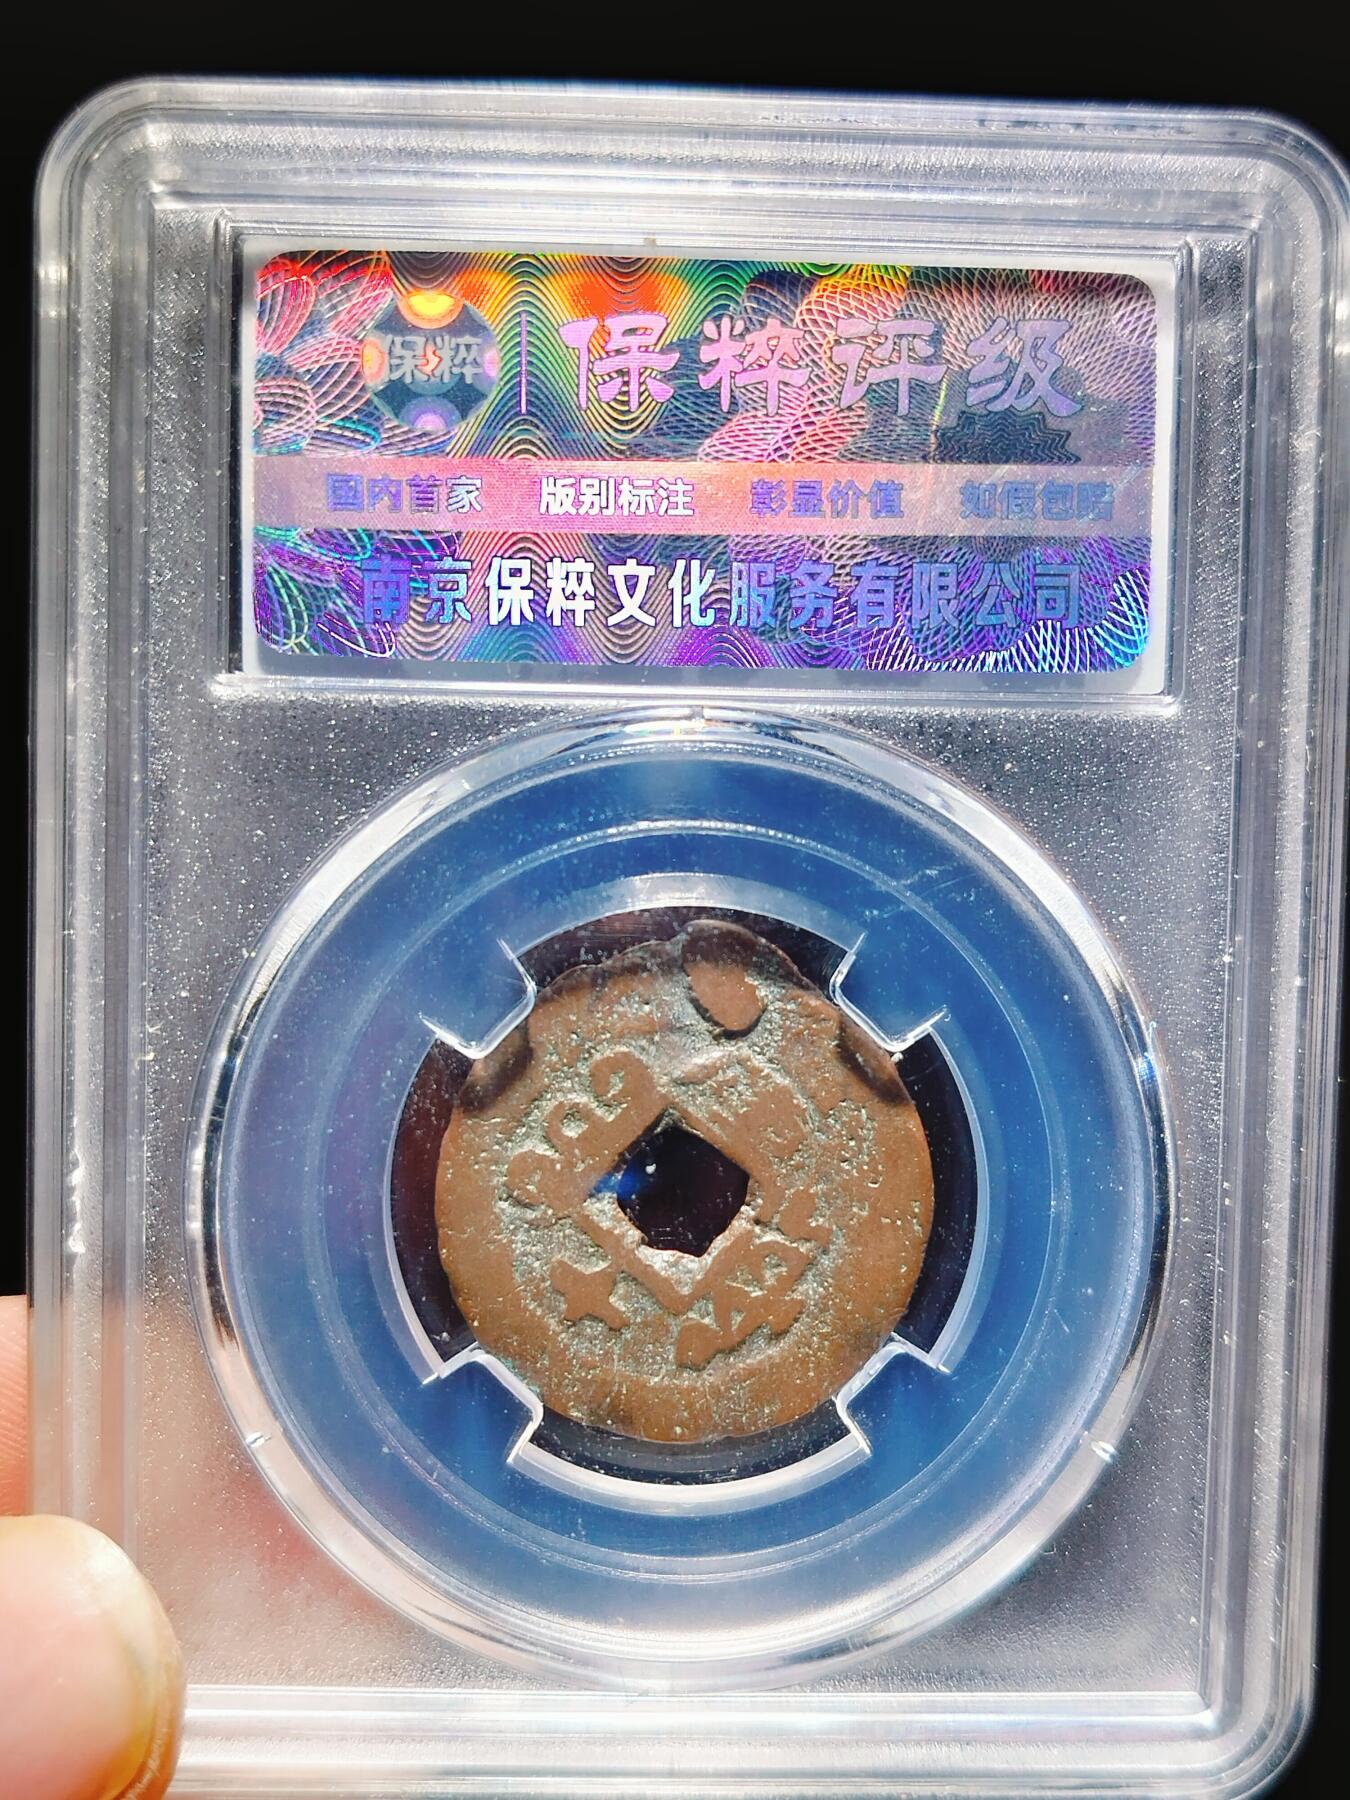 保粹
保粹评级
国内首家 版别标注 彰显价值 如假包赔
南京保粹文化服务有限公司